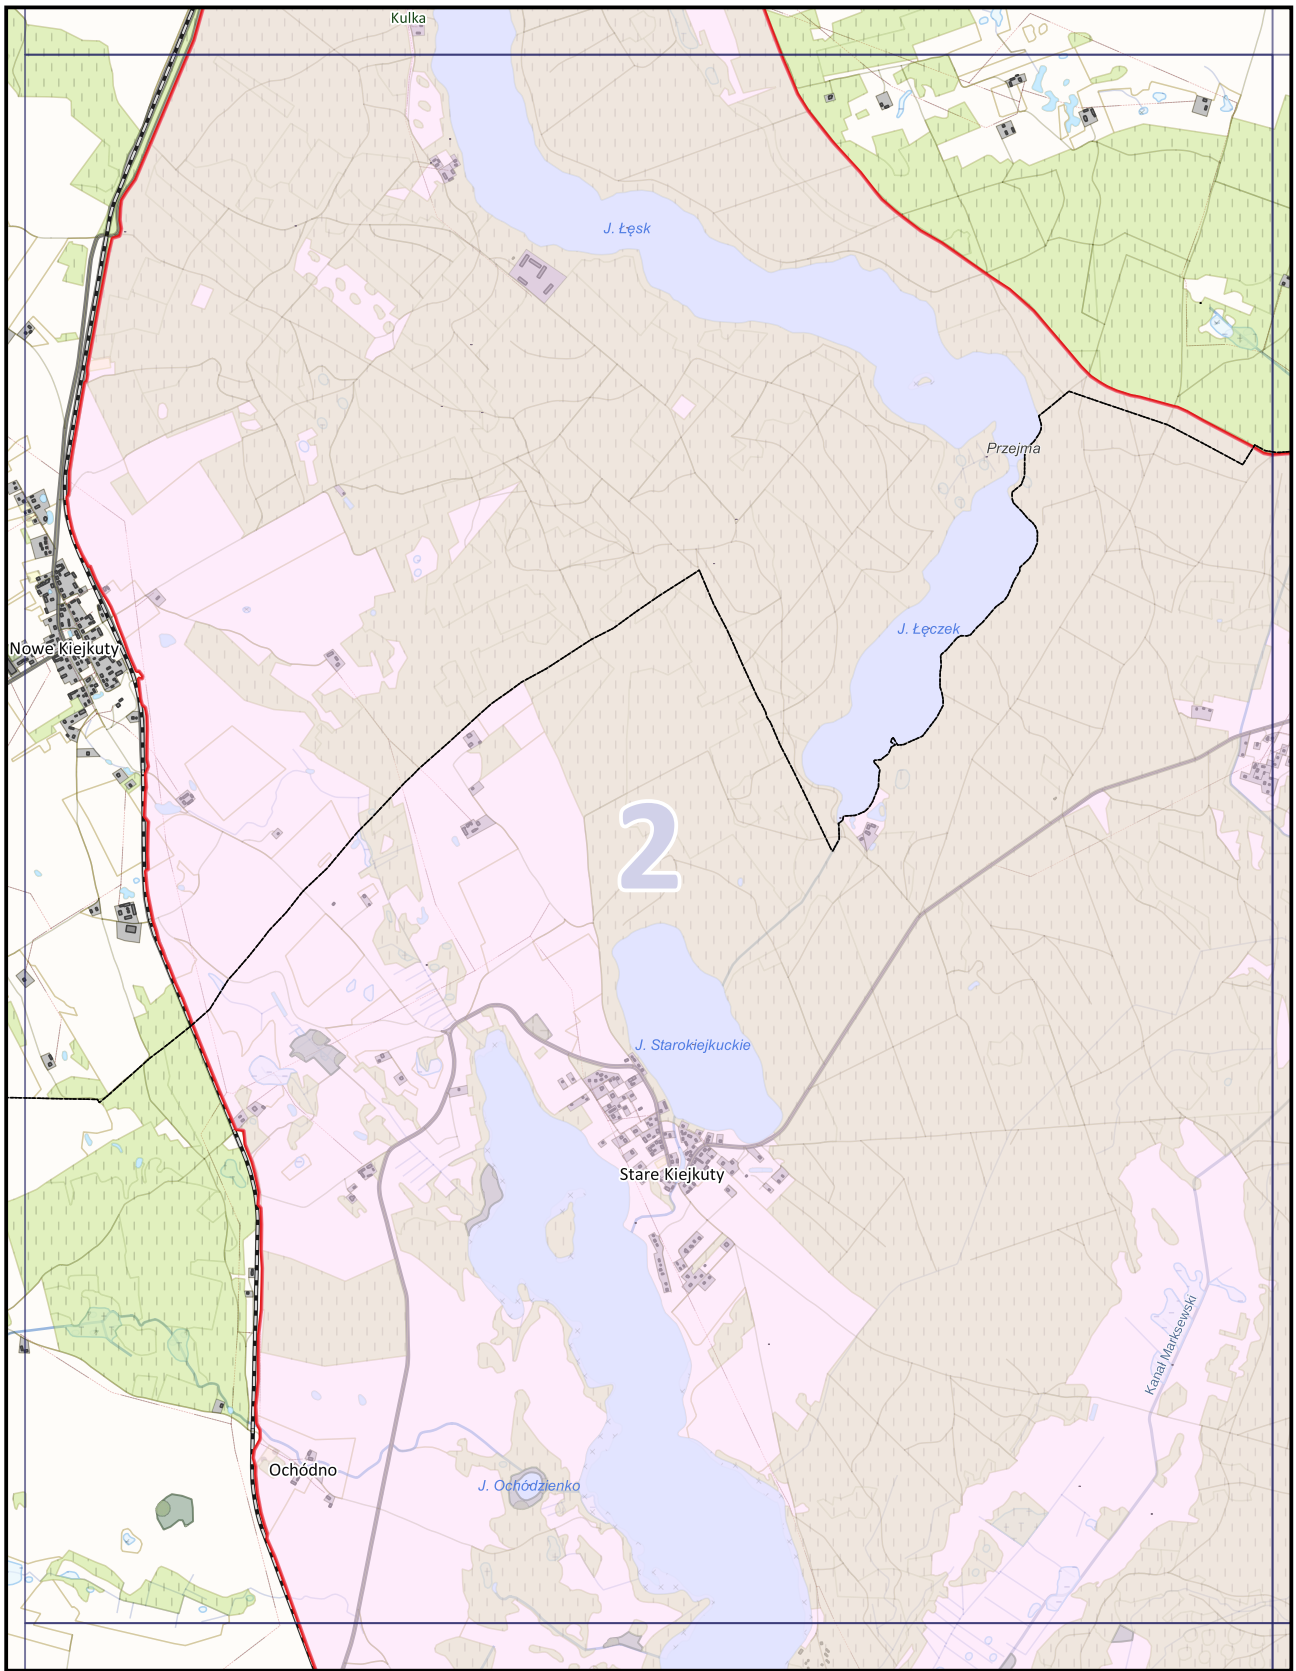 Kulka
J. Łęsk
Przejma
J. Łęczek
Nowe Kiejkuty
2
J. Starokiejkuckie
Stare Kiejkuty
Kanał Marksewski
Ochódno
J. Ochódzienko